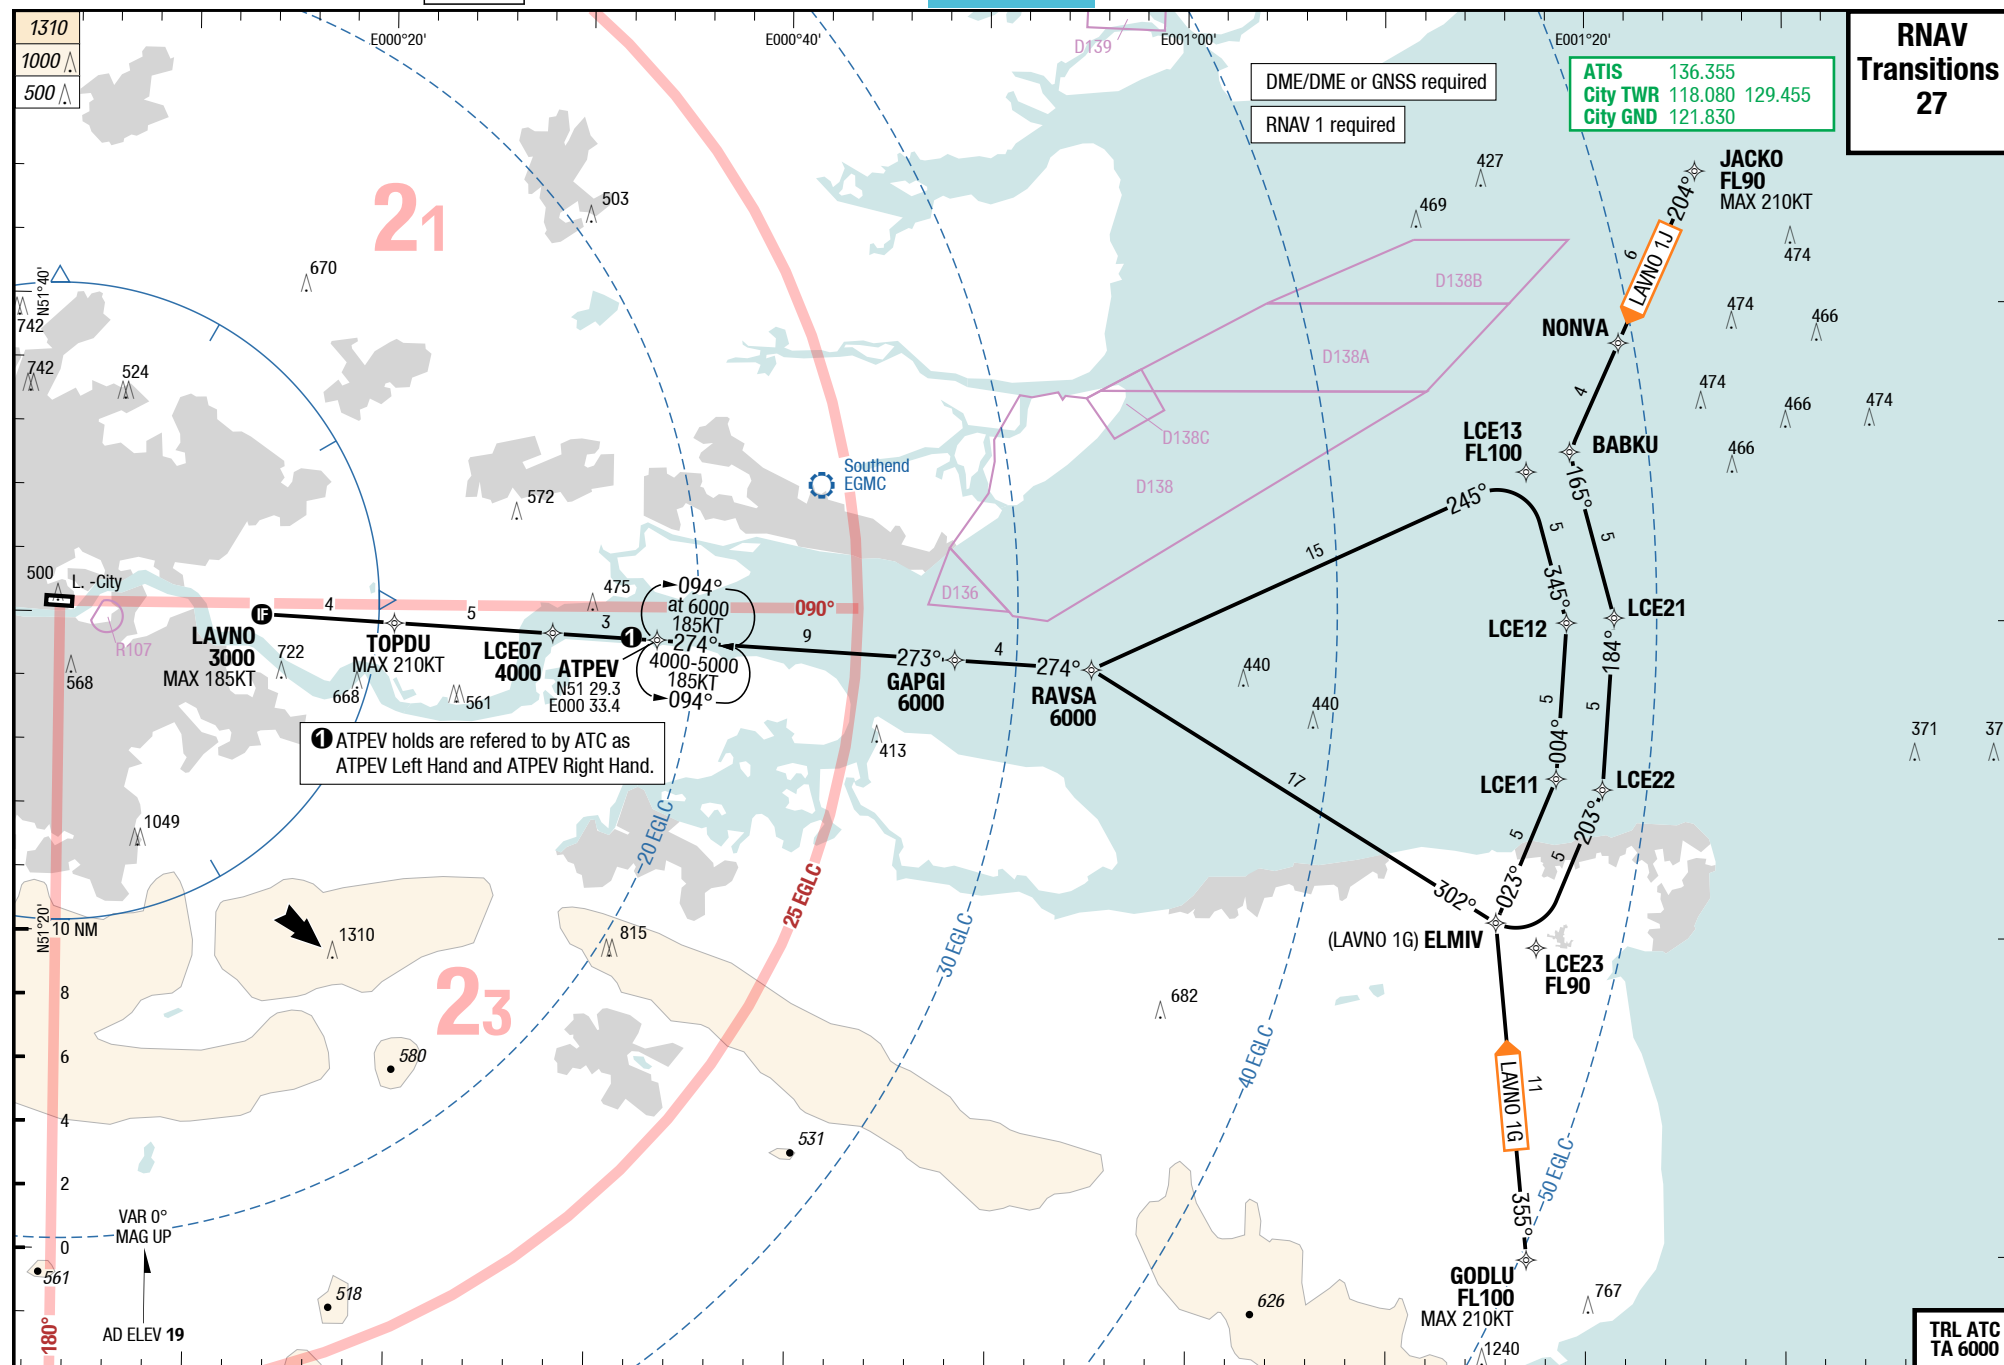 1310
1000
500
E000°20'
E000°40'
D139
E001°00'
E001°20'
DME/DME or GNSS required
RNAV 1 required
ATIS 136.355
City TWR 118.080 129.455
City GND 121.830
RNAV
Transitions
27
JACKO
FL90
MAX 210KT
204°
LAVNO 1J
6
427
469
474
474
466
474
466
474
466
21
503
670
N51°40'
742
742
524
572
Southend
EGMC
D138B
D138A
D138C
D138
D136
NONVA
4
BABKU
LCE13
FL100
165°
5
245°
15
5
345°
LCE12
LCE21
184°
5
5
004°
LCE11
LCE22
203°
5
5
023°
500
L. -City
R107
IF
4
5
3
9
4
090°
LAVNO
3000
MAX 185KT
TOPDU
MAX 210KT
LCE07
4000
1
ATPEV
N51 29.3
E000 33.4
475
094°
at 6000
185KT
274°
4000-5000
185KT
094°
273°
GAPGI
6000
274°
RAVSA
6000
568
722
668
561
413
440
440
371
37
1 ATPEV holds are refered to by ATC as
ATPEV Left Hand and ATPEV Right Hand.
17
302°
1049
20 EGLC
25 EGLC
30 EGLC
40 EGLC
50 EGLC
N51°20'
10 NM
8
6
4
2
0
1310
815
23
580
531
682
(LAVNO 1G) ELMIV
LCE23
FL90
LAVNO 1G
11
355°
GODLU
FL100
MAX 210KT
767
1240
626
VAR 0°
MAG UP
AD ELEV 19
561
518
180°
TRL ATC
TA 6000